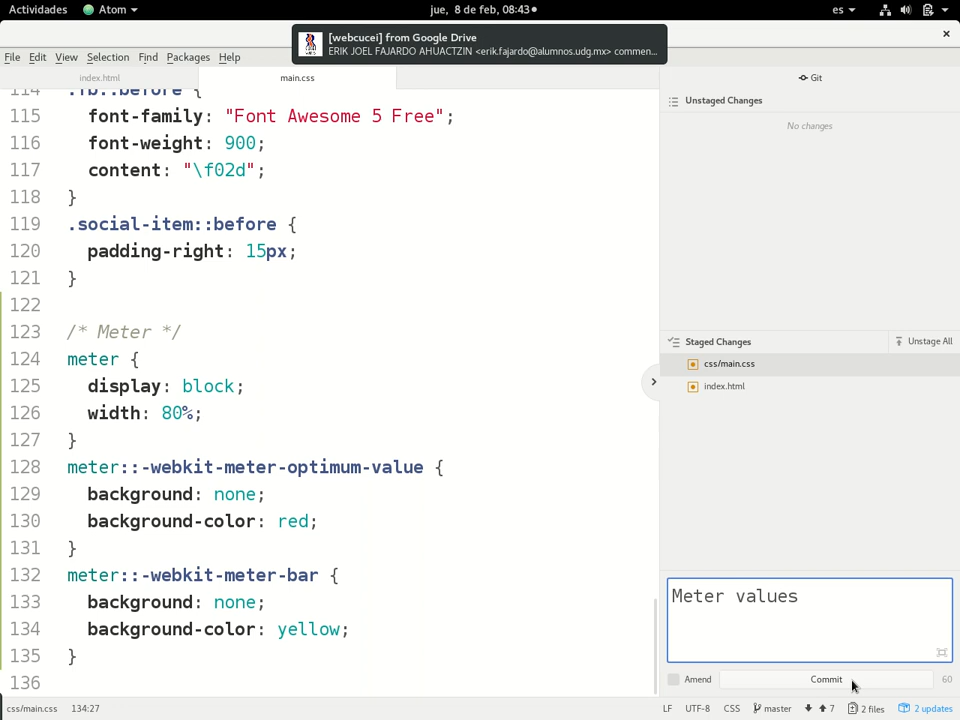 Actividades
Atom
jue, 8 de feb, 08:43
es
[webcucei] from Google Drive
ERIK JOEL FAJARDO AHUACTZIN <erik.fajardo@alumnos.udg.mx> commen...
File Edit View Selection Find Packages Help
index.html
main.css
Git
Unstaged Changes
No changes
114 .fb::before {
115 font-family: "Font Awesome 5 Free";
116 font-weight: 900;
117 content: "\f02d";
118 }
119 .social-item::before {
120 padding-right: 15px;
121 }
122
123 /* Meter */
124 meter {
125 display: block;
126 width: 80%;
127 }
128 meter::-webkit-meter-optimum-value {
129 background: none;
130 background-color: red;
131 }
132 meter::-webkit-meter-bar {
133 background: none;
134 background-color: yellow;
135 }
136
Staged Changes
Unstage All
css/main.css
index.html
Meter values
Amend
Commit
60
css/main.css 134:27
LF UTF-8 CSS master 7 2 files 2 updates